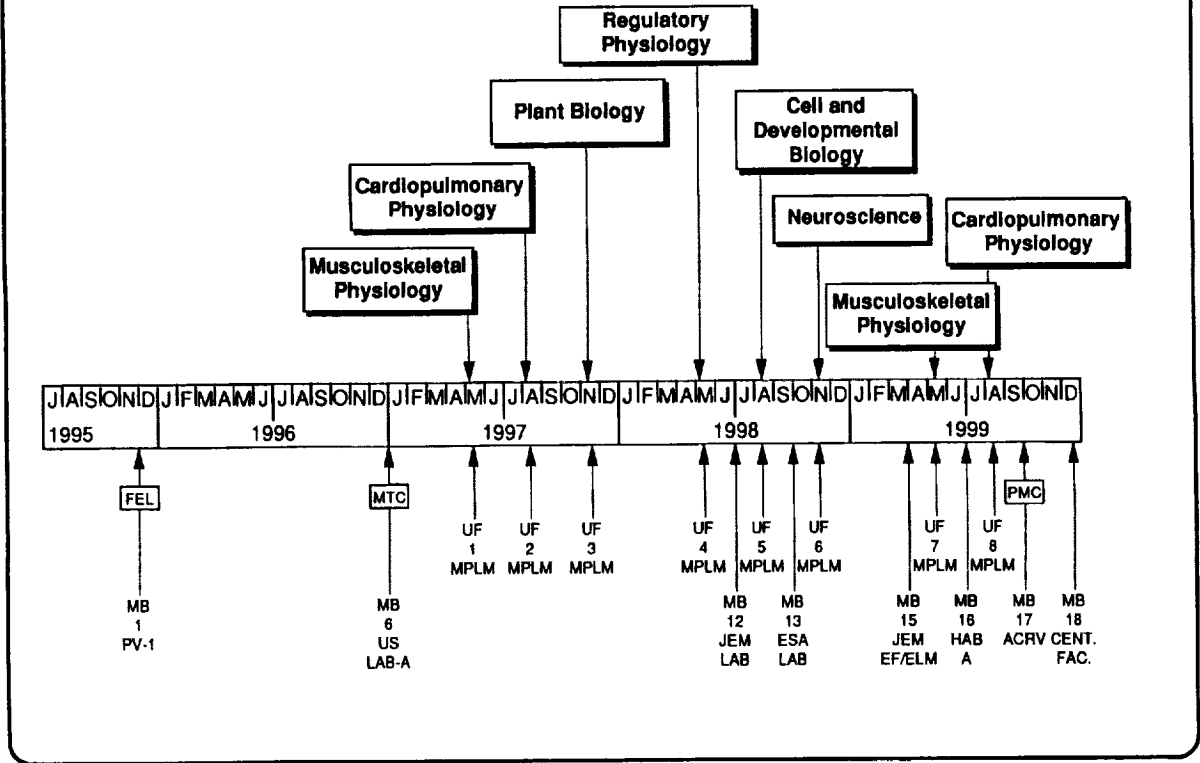 Regulatory
Physiology
Plant Biology
Cell and
Developmental
Biology
Cardiopulmonary
Physiology
Neuroscience
Cardiopulmonary
Physiology
Musculoskeletal
Physiology
Musculoskeletal
Physiology
J A S O N D J F M A M J J A S O N D J F M A M J J A S O N D J F M A M J J A S O N D J F M A M J J A S O N D
1995 1996 1997 1998 1999
FEL MTC PMC
UF UF UF UF UF UF UF UF
1 2 3 4 5 6 7 8
MPLM MPLM MPLM MPLM MPLM MPLM MPLM MPLM
MB MB MB MB MB MB MB MB
1 6 12 13 15 16 17 18
PV-1 US JEM ESA JEM HAB ACRV CENT.
LAB-A LAB LAB EF/ELM A FAC.